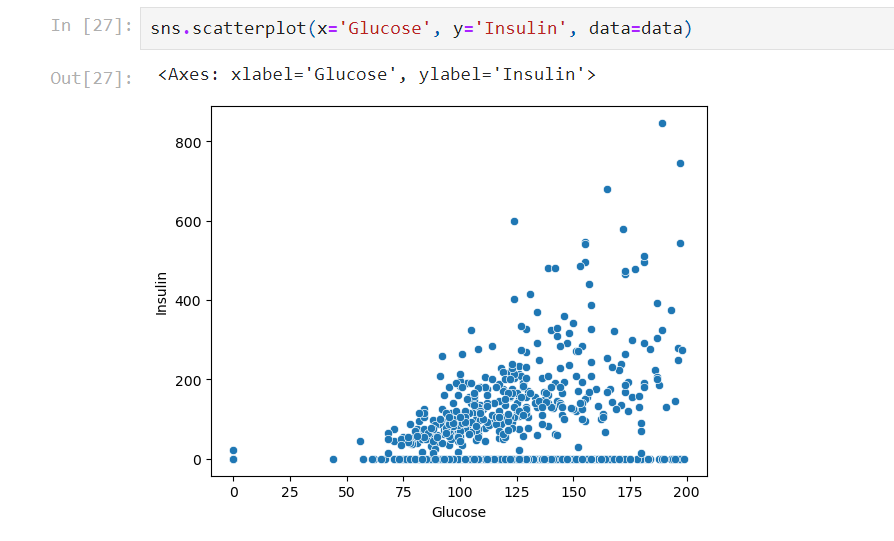 In [27]: sns.scatterplot(x='Glucose', y='Insulin', data=data)
Out[27]: <Axes: xlabel='Glucose', ylabel='Insulin'>
800
600
400
200
0
Insulin
0 25 50 75 100 125 150 175 200
Glucose